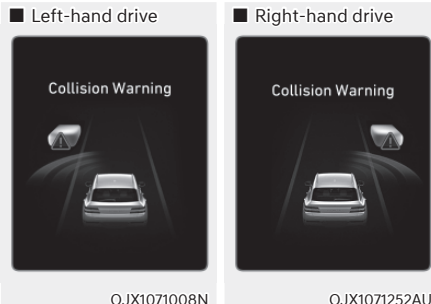 ■ Left-hand drive
Collision Warning
OJX1071008N
■ Right-hand drive
Collision Warning
OJX1071252AU